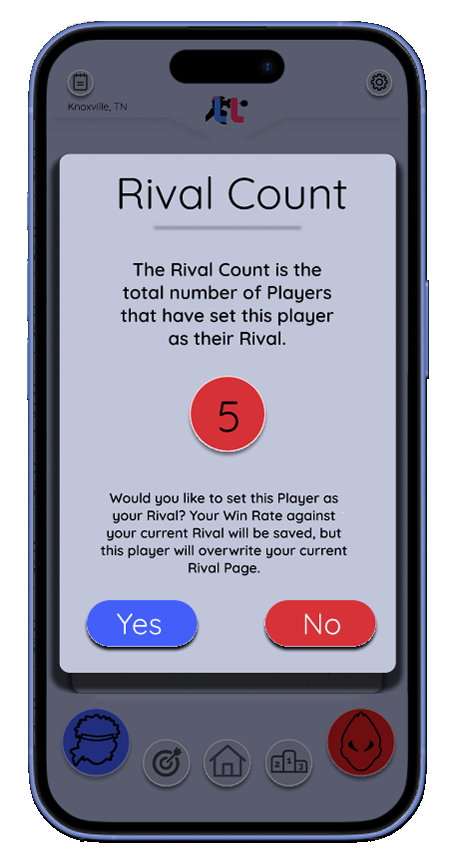 Knoxville, TN
Rival Count
The Rival Count is the
total number of Players
that have set this player
as their Rival.
5
Would you like to set this Player as
your Rival? Your Win Rate against
your current Rival will be saved, but
this player will overwrite your current
Rival Page.
Yes
No
2 1 3